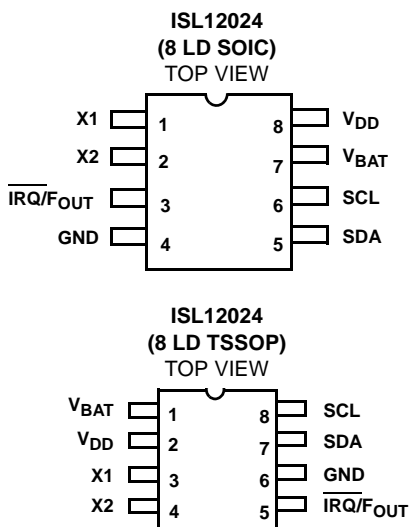 ISL12024
(8 LD SOIC)
TOP VIEW
X1 1 8 VDD
X2 2 7 VBAT
IRQ/FOUT 3 6 SCL
GND 4 5 SDA
ISL12024
(8 LD TSSOP)
TOP VIEW
VBAT 1 8 SCL
VDD 2 7 SDA
X1 3 6 GND
X2 4 5 IRQ/FOUT